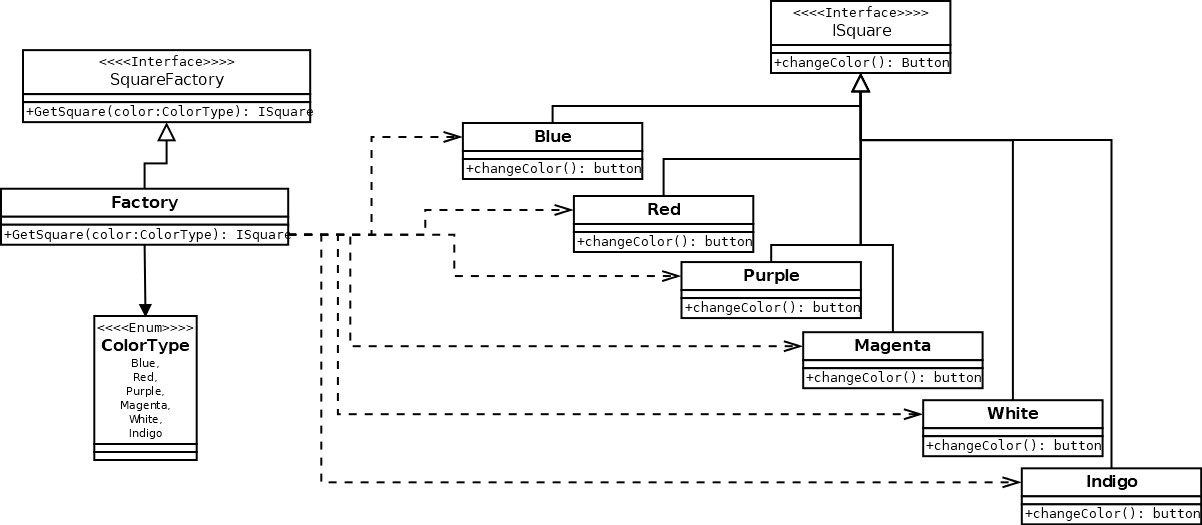 <<<<Interface>>>>
ISquare
+changeColor(): Button
<<<<Interface>>>>
SquareFactory
+GetSquare(color:ColorType): ISquare
Blue
+changeColor(): button
Factory
+GetSquare(color:ColorType): ISquare
Red
+changeColor(): button
Purple
+changeColor(): button
<<<<Enum>>>>
ColorType
Blue,
Red,
Purple,
Magenta,
White,
Indigo
Magenta
+changeColor(): button
White
+changeColor(): button
Indigo
+changeColor(): button